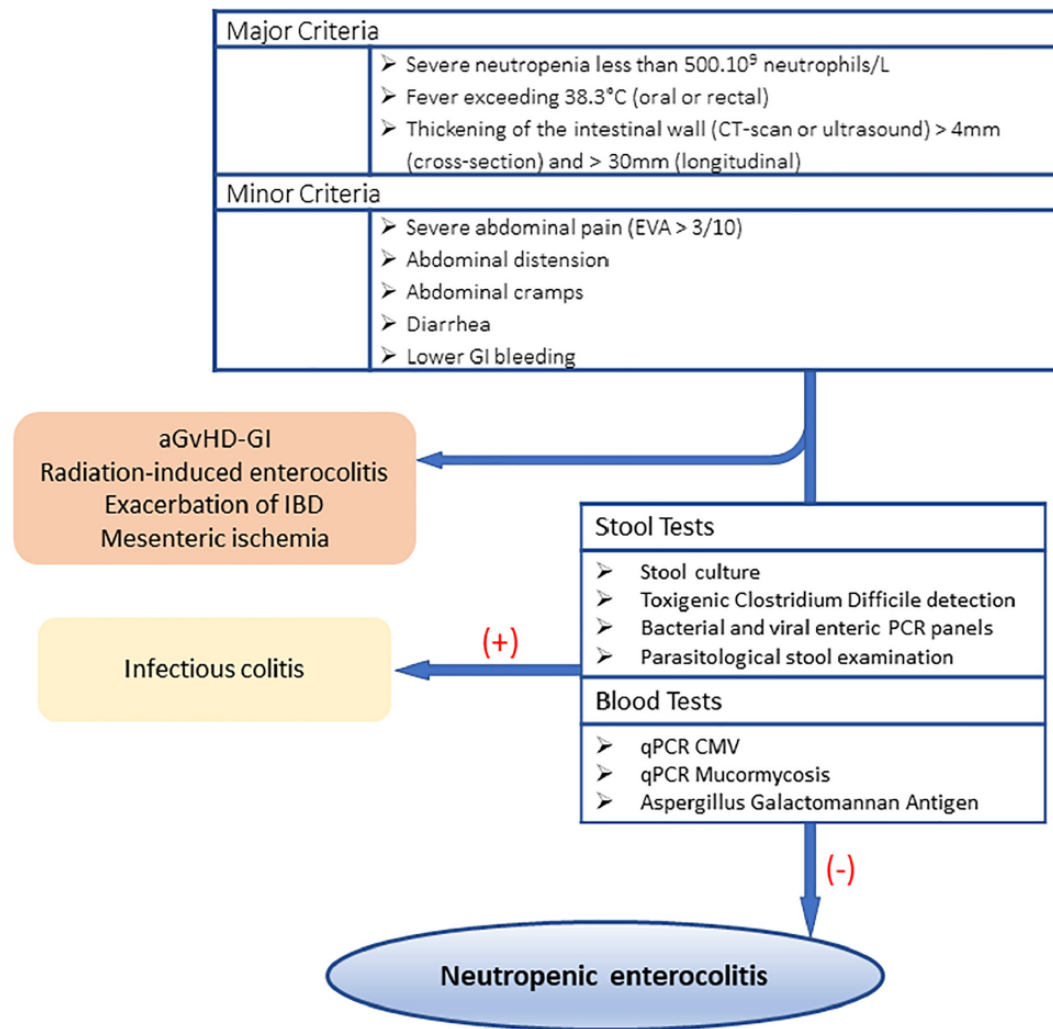 Major Criteria
➢ Severe neutropenia less than 500.10⁹ neutrophils/L
➢ Fever exceeding 38.3°C (oral or rectal)
➢ Thickening of the intestinal wall (CT-scan or ultrasound) > 4mm
(cross-section) and > 30mm (longitudinal)
Minor Criteria
➢ Severe abdominal pain (EVA > 3/10)
➢ Abdominal distension
➢ Abdominal cramps
➢ Diarrhea
➢ Lower GI bleeding
aGvHD-GI
Radiation-induced enterocolitis
Exacerbation of IBD
Mesenteric ischemia
Stool Tests
➢ Stool culture
➢ Toxigenic Clostridium Difficile detection
➢ Bacterial and viral enteric PCR panels
➢ Parasitological stool examination
(+)
Infectious colitis
Blood Tests
➢ qPCR CMV
➢ qPCR Mucormycosis
➢ Aspergillus Galactomannan Antigen
(-)
Neutropenic enterocolitis